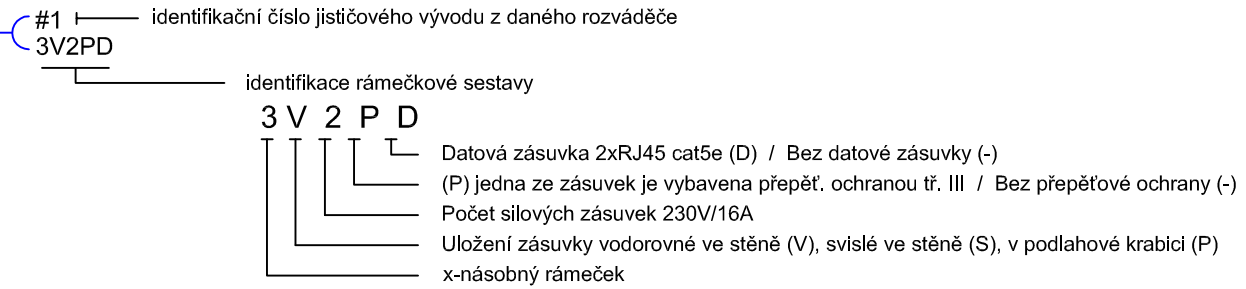 #1 identifikační číslo jističového vývodu z daného rozváděče
3V2PD
identifikace rámečkové sestavy
3 V 2 P D
Datová zásuvka 2xRJ45 cat5e (D) / Bez datové zásuvky (-)
(P) jedna ze zásuvek je vybavena přepěť. ochranou tř. III / Bez přepěťové ochrany (-)
Počet silových zásuvek 230V/16A
Uložení zásuvky vodorovné ve stěně (V), svislé ve stěně (S), v podlahové krabici (P)
x-násobný rámeček